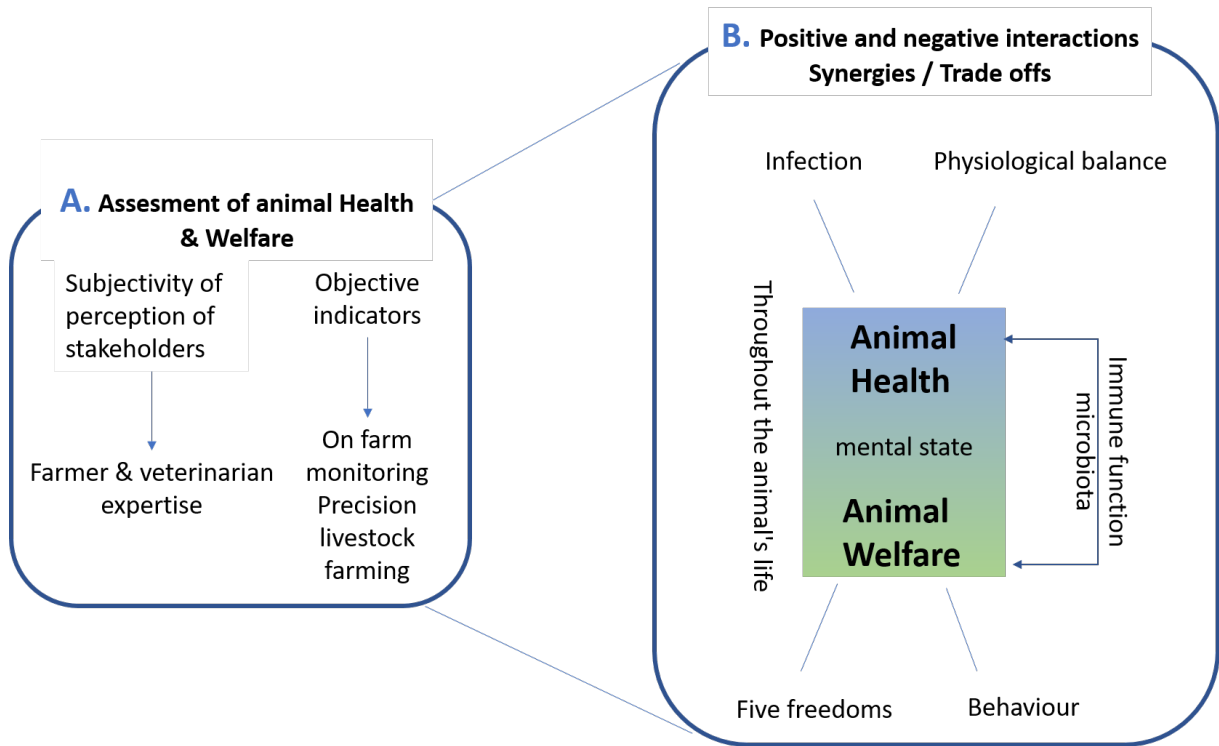 A. Assesment of animal Health
& Welfare
Subjectivity of
perception of
stakeholders
Objective
indicators
Farmer & veterinarian
expertise
On farm
monitoring
Precision
livestock
farming
B. Positive and negative interactions
Synergies / Trade offs
Infection
Physiological balance
Throughout the animal's life
Animal
Health
mental state
Animal
Welfare
Immune function
microbiota
Five freedoms
Behaviour